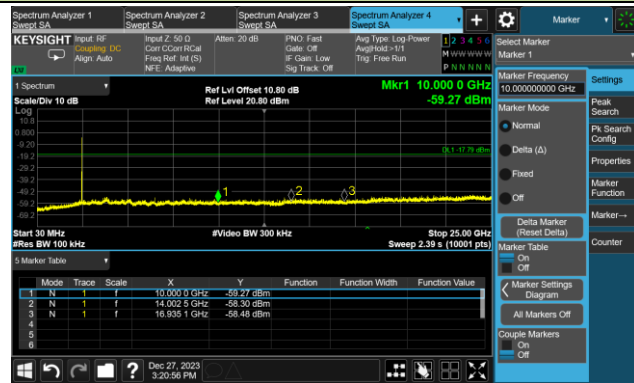 Spectrum Analyzer 1
Swept SA
Spectrum Analyzer 2
Swept SA
Spectrum Analyzer 3
Swept SA
Spectrum Analyzer 4
Swept SA
Marker
KEYSIGHT
Input: RF
Coupling: DC
Align: Auto
Input Z: 50 Ω
Corr CCorr RCal
Freq Ref: Int (S)
NFE: Adaptive
Atten: 20 dB
PNO: Fast
Gate: Off
IF Gain: Low
Sig Track: Off
Avg Type: Log-Power
Avg|Hold:>1/1
Trig: Free Run
1 2 3 4 5 6
M W W W W W
P N N N N N
LXI
Select Marker
Marker 1
1 Spectrum
Scale/Div 10 dB
Ref Lvl Offset 10.80 dB
Ref Level 20.80 dBm
Mkr1 10.000 0 GHz
-59.27 dBm
Log
10.8
0.800
-9.20
-19.2
-29.2
-39.2
-49.2
-59.2
-69.2
DL1 -17.79 dBm
1
2
3
Start 30 MHz
#Res BW 100 kHz
#Video BW 300 kHz
Stop 25.00 GHz
Sweep 2.39 s (10001 pts)
5 Marker Table
Mode Trace Scale X Y Function Function Width Function Value
1 N 1 f 10.000 0 GHz -59.27 dBm
2 N 1 f 14.002 5 GHz -58.30 dBm
3 N 1 f 16.935 1 GHz -58.48 dBm
4
5
6
Marker Frequency
10.000000000 GHz
Marker Mode
Normal
Delta (Δ)
Fixed
Off
Delta Marker
(Reset Delta)
Marker Table
On
Off
Marker Settings
Diagram
All Markers Off
Couple Markers
On
Off
Settings
Peak
Search
Pk Search
Config
Properties
Marker
Function
Marker→
Counter
Dec 27, 2023
3:20:56 PM